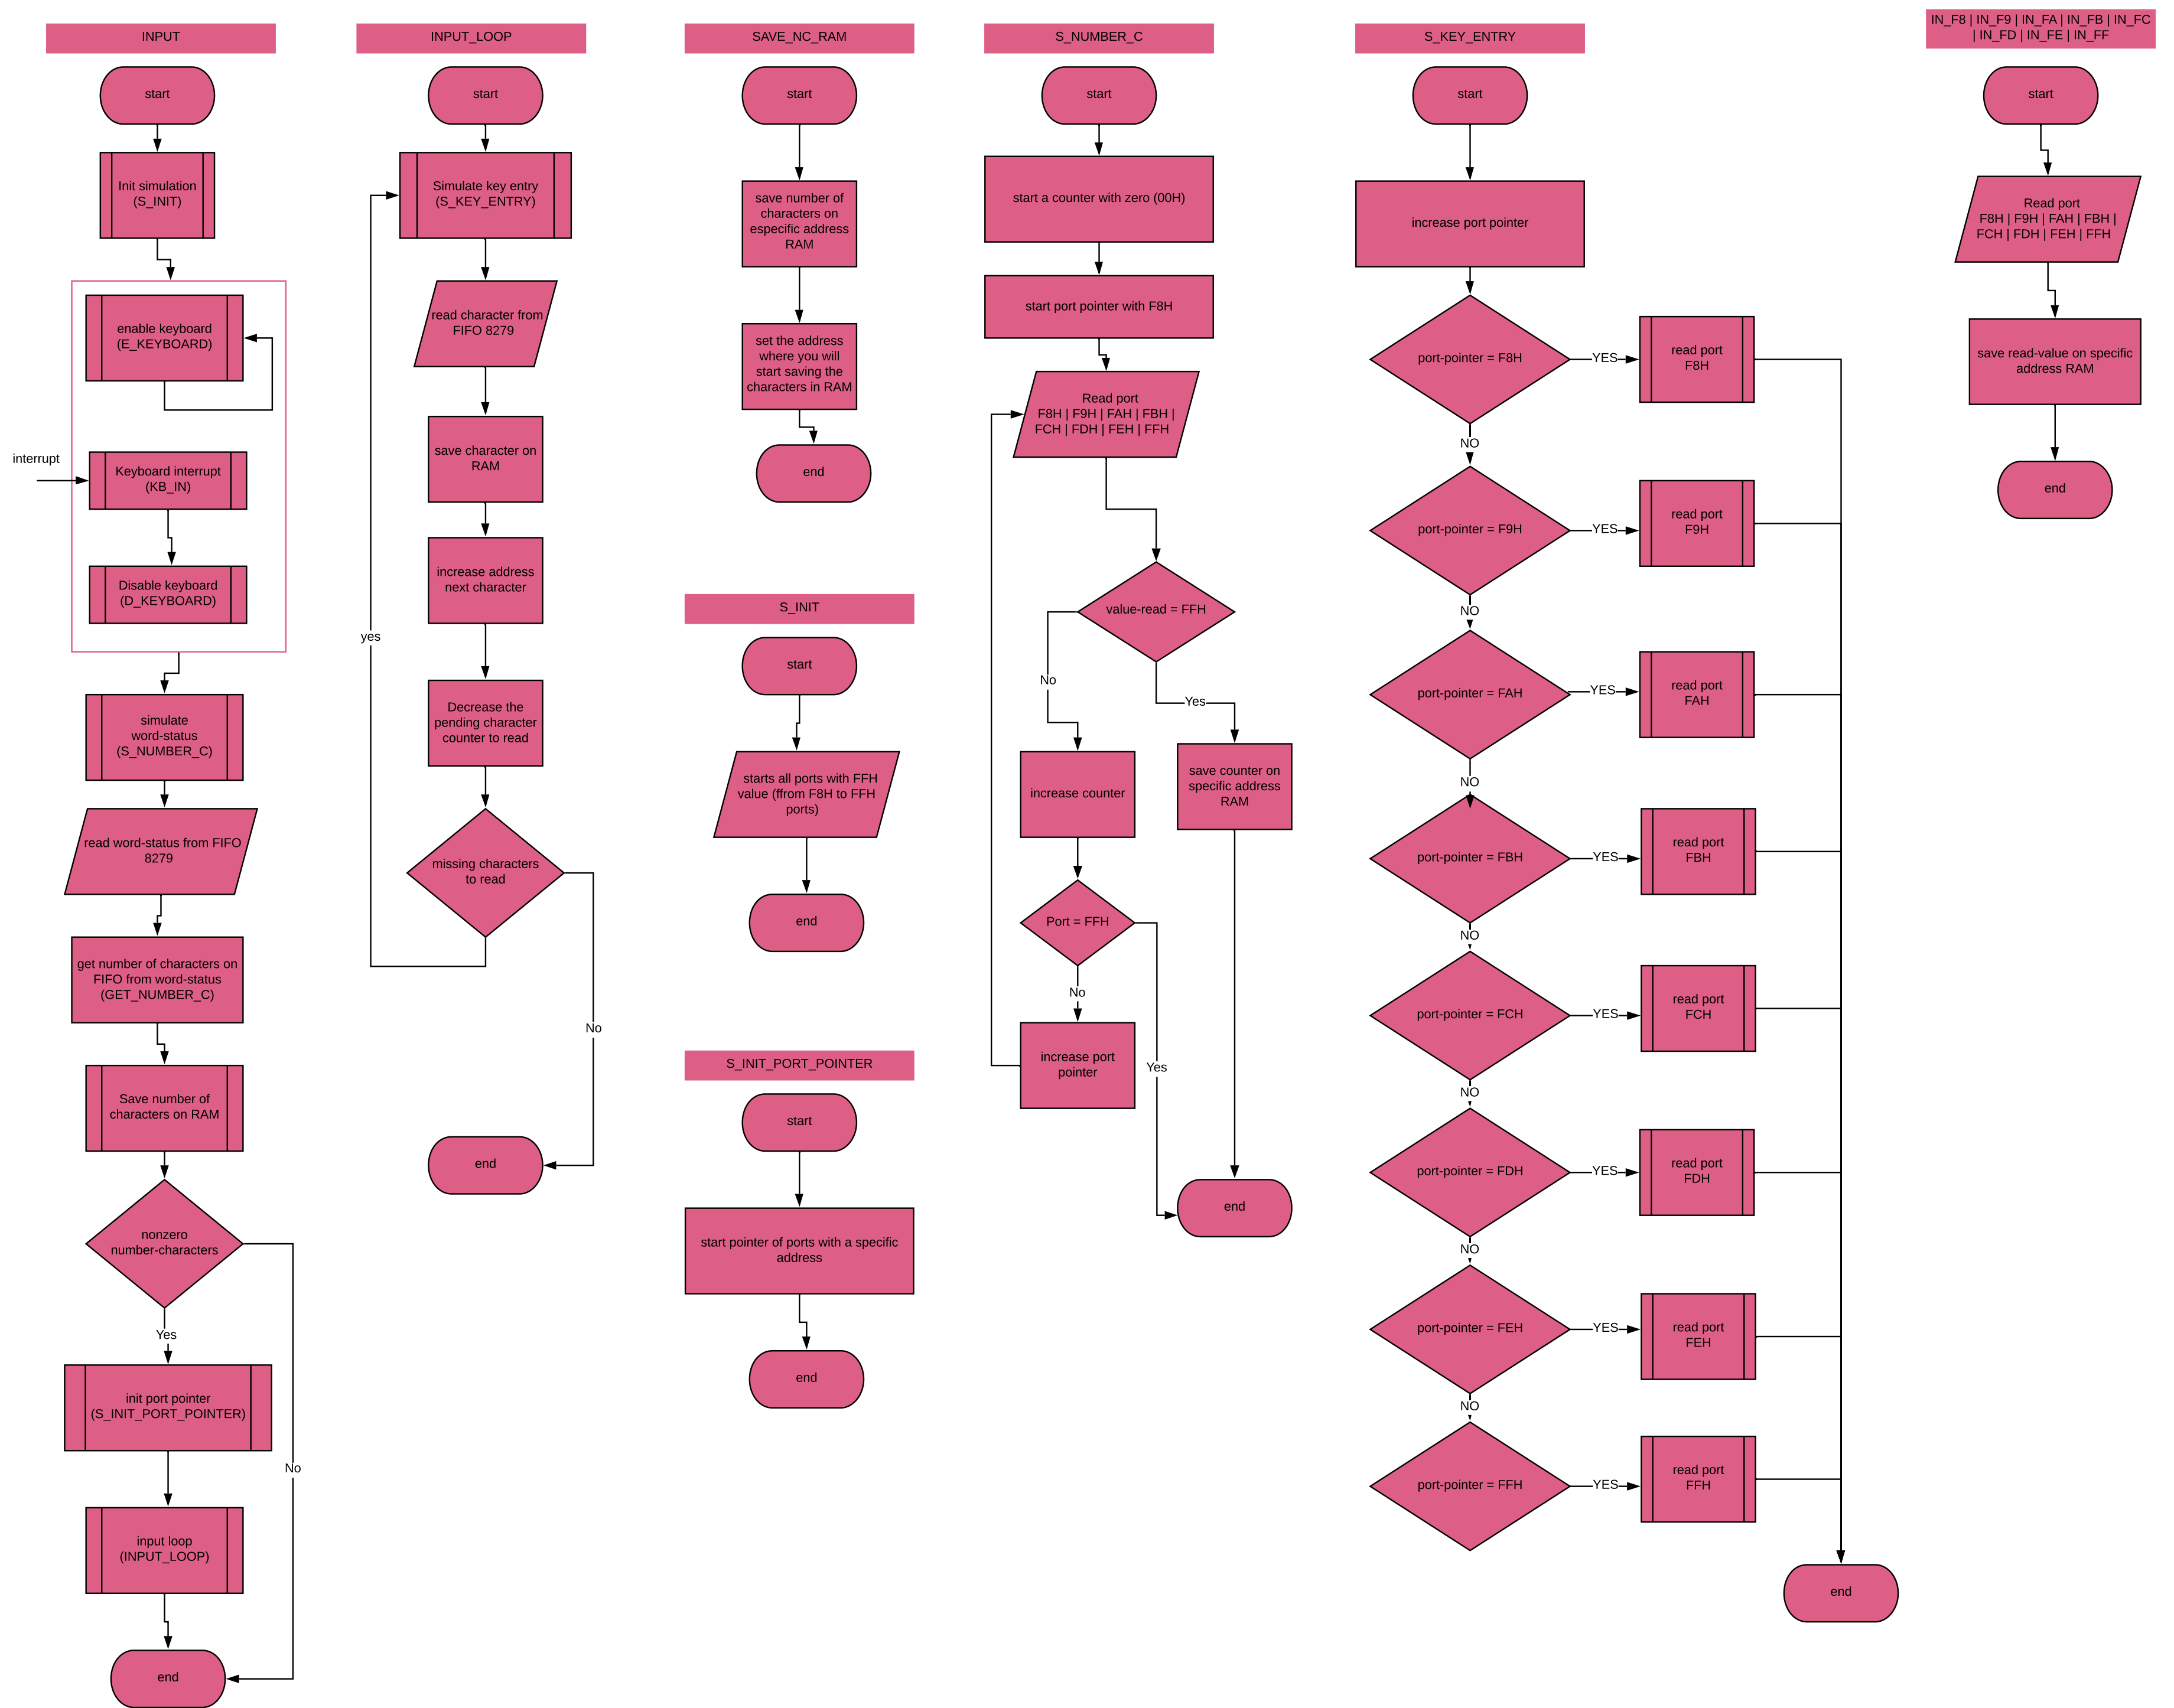 INPUT
start
Init simulation
(S_INIT)
enable keyboard
(E_KEYBOARD)
interrupt
Keyboard interrupt
(KB_IN)
Disable keyboard
(D_KEYBOARD)
simulate
word-status
(S_NUMBER_C)
read word-status from FIFO
8279
get number of characters on
FIFO from word-status
(GET_NUMBER_C)
Save number of
characters on RAM
nonzero
number-characters
Yes
No
init port pointer
(S_INIT_PORT_POINTER)
input loop
(INPUT_LOOP)
end
INPUT_LOOP
start
Simulate key entry
(S_KEY_ENTRY)
read character from
FIFO 8279
save character on
RAM
increase address
next character
yes
Decrease the
pending character
counter to read
missing characters
to read
No
end
SAVE_NC_RAM
start
save number of
characters on
especific address
RAM
set the address
where you will
start saving the
characters in RAM
end
S_INIT
start
starts all ports with FFH
value (ffrom F8H to FFH
ports)
end
S_INIT_PORT_POINTER
start
start pointer of ports with a specific
address
end
S_NUMBER_C
start
start a counter with zero (00H)
start port pointer with F8H
Read port
F8H | F9H | FAH | FBH |
FCH | FDH | FEH | FFH
value-read = FFH
No
Yes
increase counter
save counter on
specific address
RAM
Port = FFH
No
Yes
increase port
pointer
end
S_KEY_ENTRY
start
increase port pointer
port-pointer = F8H
YES
read port
F8H
NO
port-pointer = F9H
YES
read port
F9H
NO
port-pointer = FAH
YES
read port
FAH
NO
port-pointer = FBH
YES
read port
FBH
NO
port-pointer = FCH
YES
read port
FCH
NO
port-pointer = FDH
YES
read port
FDH
NO
port-pointer = FEH
YES
read port
FEH
NO
port-pointer = FFH
YES
read port
FFH
end
IN_F8 | IN_F9 | IN_FA | IN_FB | IN_FC
| IN_FD | IN_FE | IN_FF
start
Read port
F8H | F9H | FAH | FBH |
FCH | FDH | FEH | FFH
save read-value on specific
address RAM
end